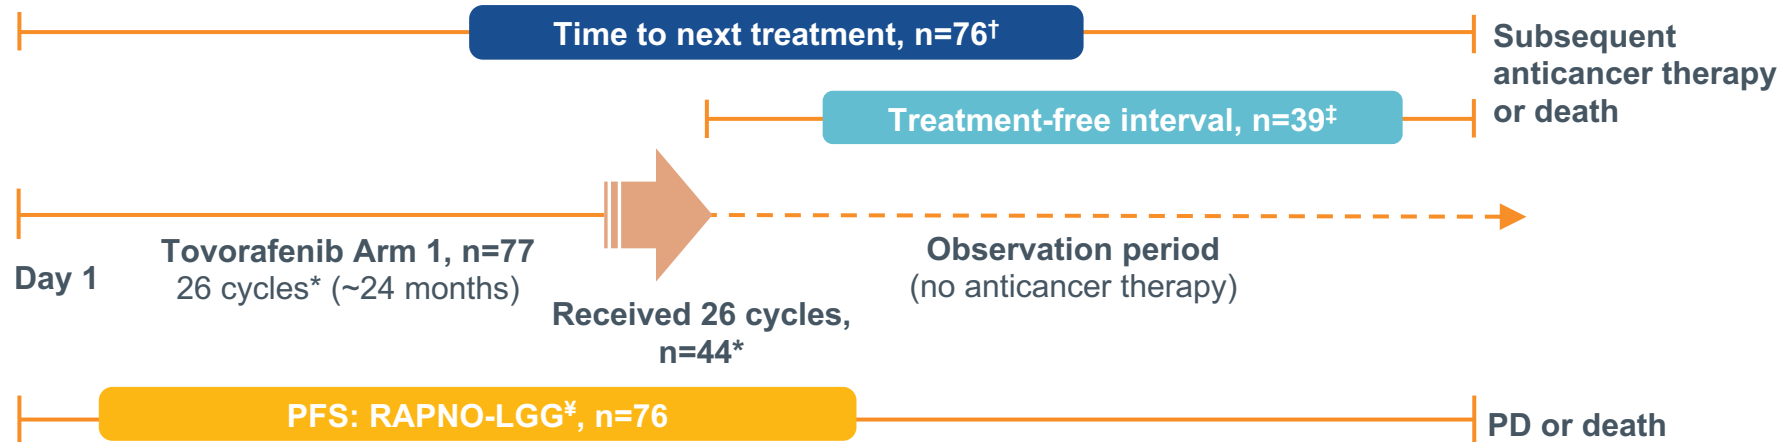 Time to next treatment, n=76†
Subsequent
anticancer therapy
or death
Treatment-free interval, n=39‡
Day 1
Tovorafenib Arm 1, n=77
26 cycles* (~24 months)
Received 26 cycles,
n=44*
Observation period
(no anticancer therapy)
PFS: RAPNO-LGG¥, n=76
PD or death